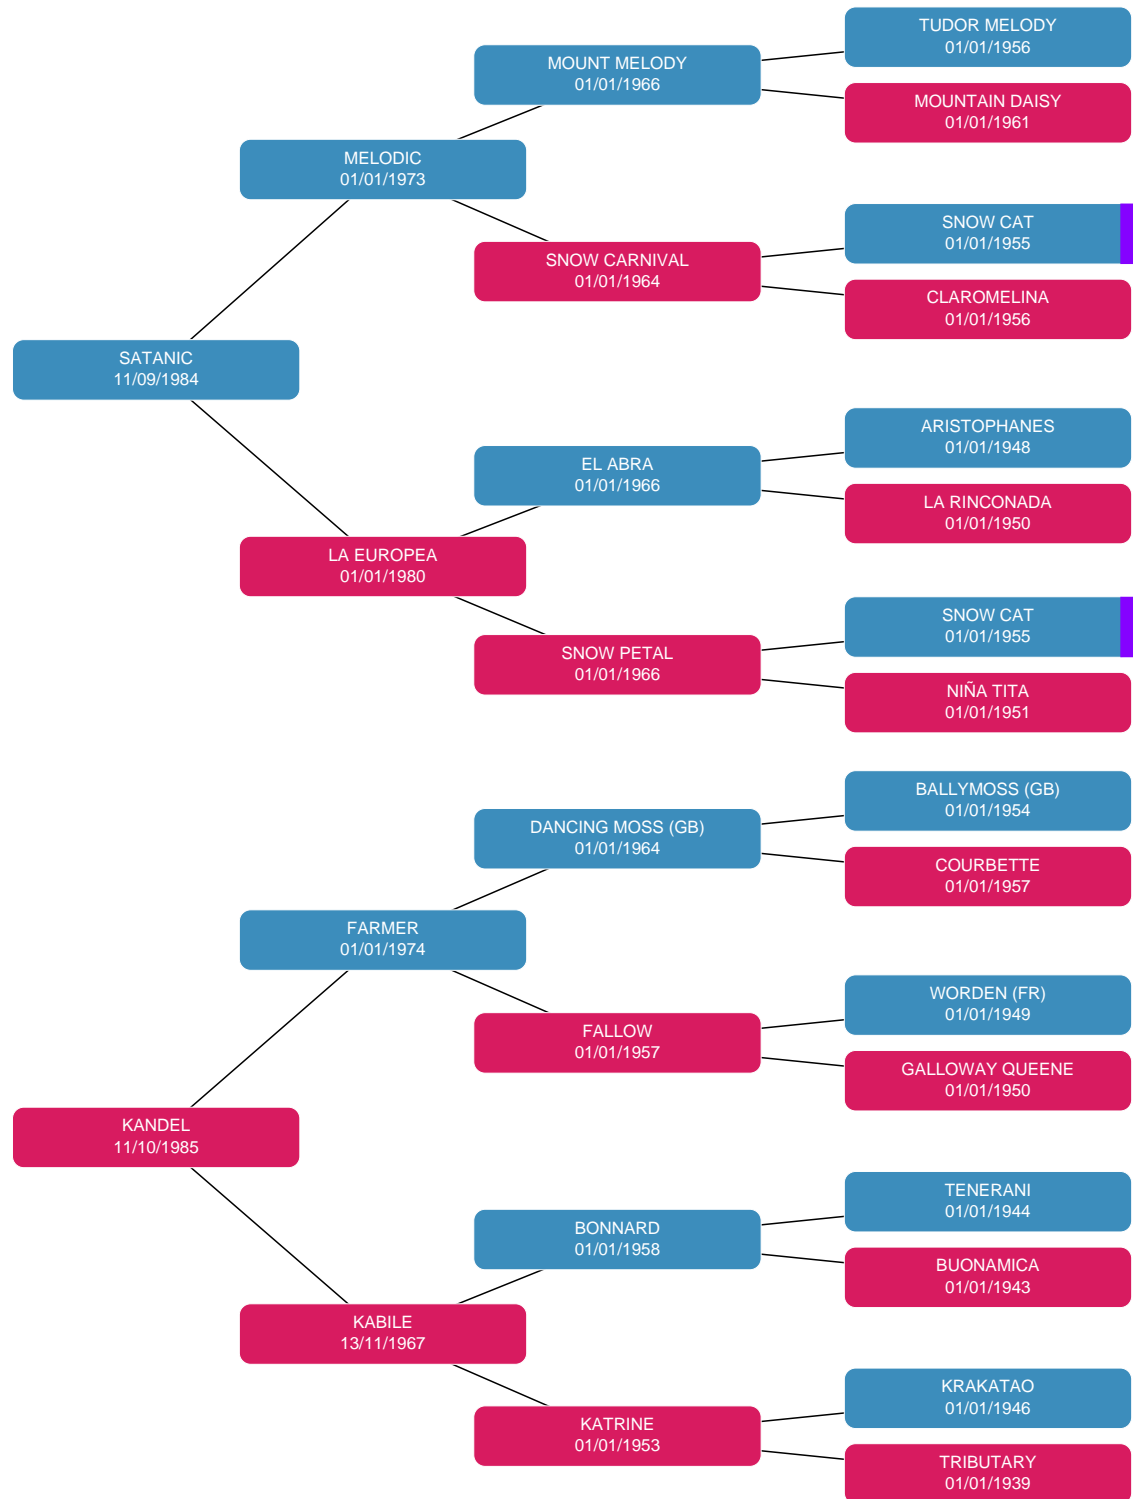 TUDOR MELODY
01/01/1956
MOUNT MELODY
01/01/1966
MOUNTAIN DAISY
01/01/1961
MELODIC
01/01/1973
SNOW CAT
01/01/1955
SNOW CARNIVAL
01/01/1964
CLAROMELINA
01/01/1956
SATANIC
11/09/1984
ARISTOPHANES
01/01/1948
EL ABRA
01/01/1966
LA RINCONADA
01/01/1950
LA EUROPEA
01/01/1980
SNOW CAT
01/01/1955
SNOW PETAL
01/01/1966
NIÑA TITA
01/01/1951
BALLYMOSS (GB)
01/01/1954
DANCING MOSS (GB)
01/01/1964
COURBETTE
01/01/1957
FARMER
01/01/1974
WORDEN (FR)
01/01/1949
FALLOW
01/01/1957
GALLOWAY QUEENE
01/01/1950
KANDEL
11/10/1985
TENERANI
01/01/1944
BONNARD
01/01/1958
BUONAMICA
01/01/1943
KABILE
13/11/1967
KRAKATAO
01/01/1946
KATRINE
01/01/1953
TRIBUTARY
01/01/1939